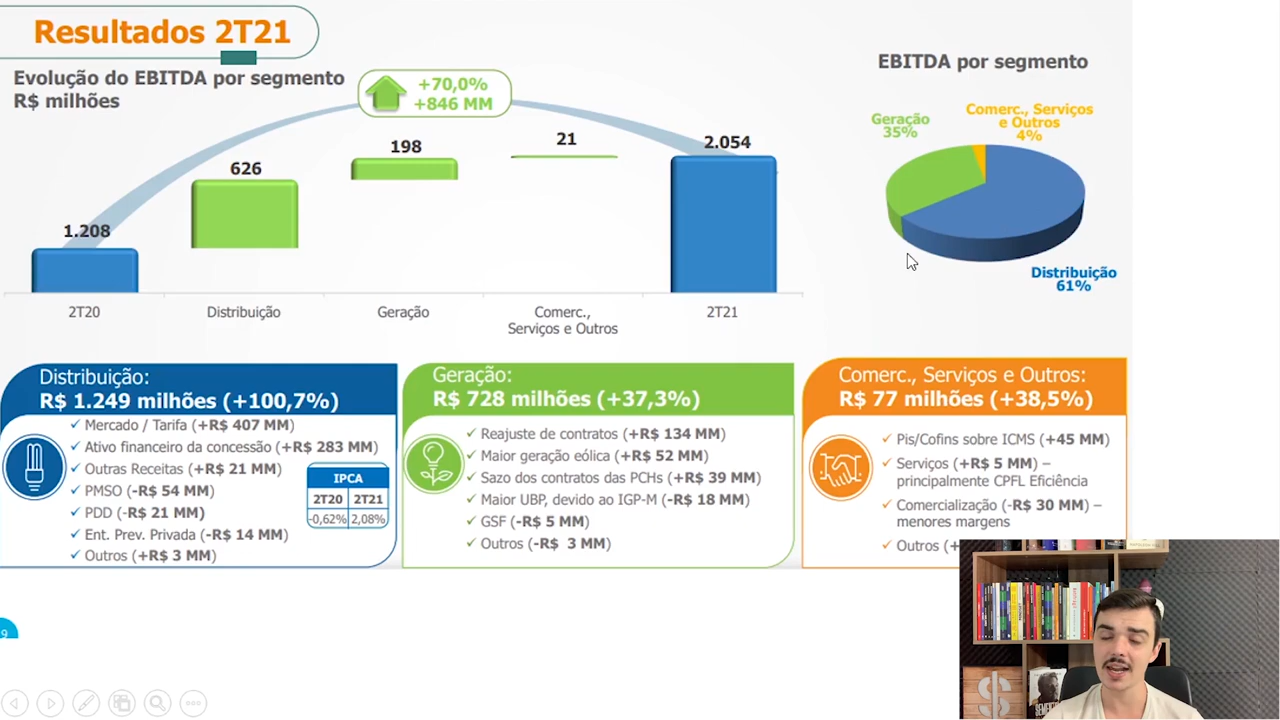 Resultados 2T21
Evolução do EBITDA por segmento
R$ milhões
+70,0%
+846 MM
1.208
626
198
21
2.054
2T20
Distribuição
Geração
Comerc.,
Serviços e Outros
2T21
EBITDA por segmento
Geração
35%
Comerc., Serviços
e Outros
4%
Distribuição
61%
Distribuição:
R$ 1.249 milhões (+100,7%)
Mercado / Tarifa (+R$ 407 MM)
Ativo financeiro da concessão (+R$ 283 MM)
Outras Receitas (+R$ 21 MM)
PMSO (-R$ 54 MM)
PDD (-R$ 21 MM)
Ent. Prev. Privada (-R$ 14 MM)
Outros (+R$ 3 MM)
IPCA
2T20 2T21
-0,62% 2,08%
Geração:
R$ 728 milhões (+37,3%)
Reajuste de contratos (+R$ 134 MM)
Maior geração eólica (+R$ 52 MM)
Sazo dos contratos das PCHs (+R$ 39 MM)
Maior UBP, devido ao IGP-M (-R$ 18 MM)
GSF (-R$ 5 MM)
Outros (-R$ 3 MM)
Comerc., Serviços e Outros:
R$ 77 milhões (+38,5%)
Pis/Cofins sobre ICMS (+45 MM)
Serviços (+R$ 5 MM) –
principalmente CPFL Eficiência
Comercialização (-R$ 30 MM) –
menores margens
Outros (+
9